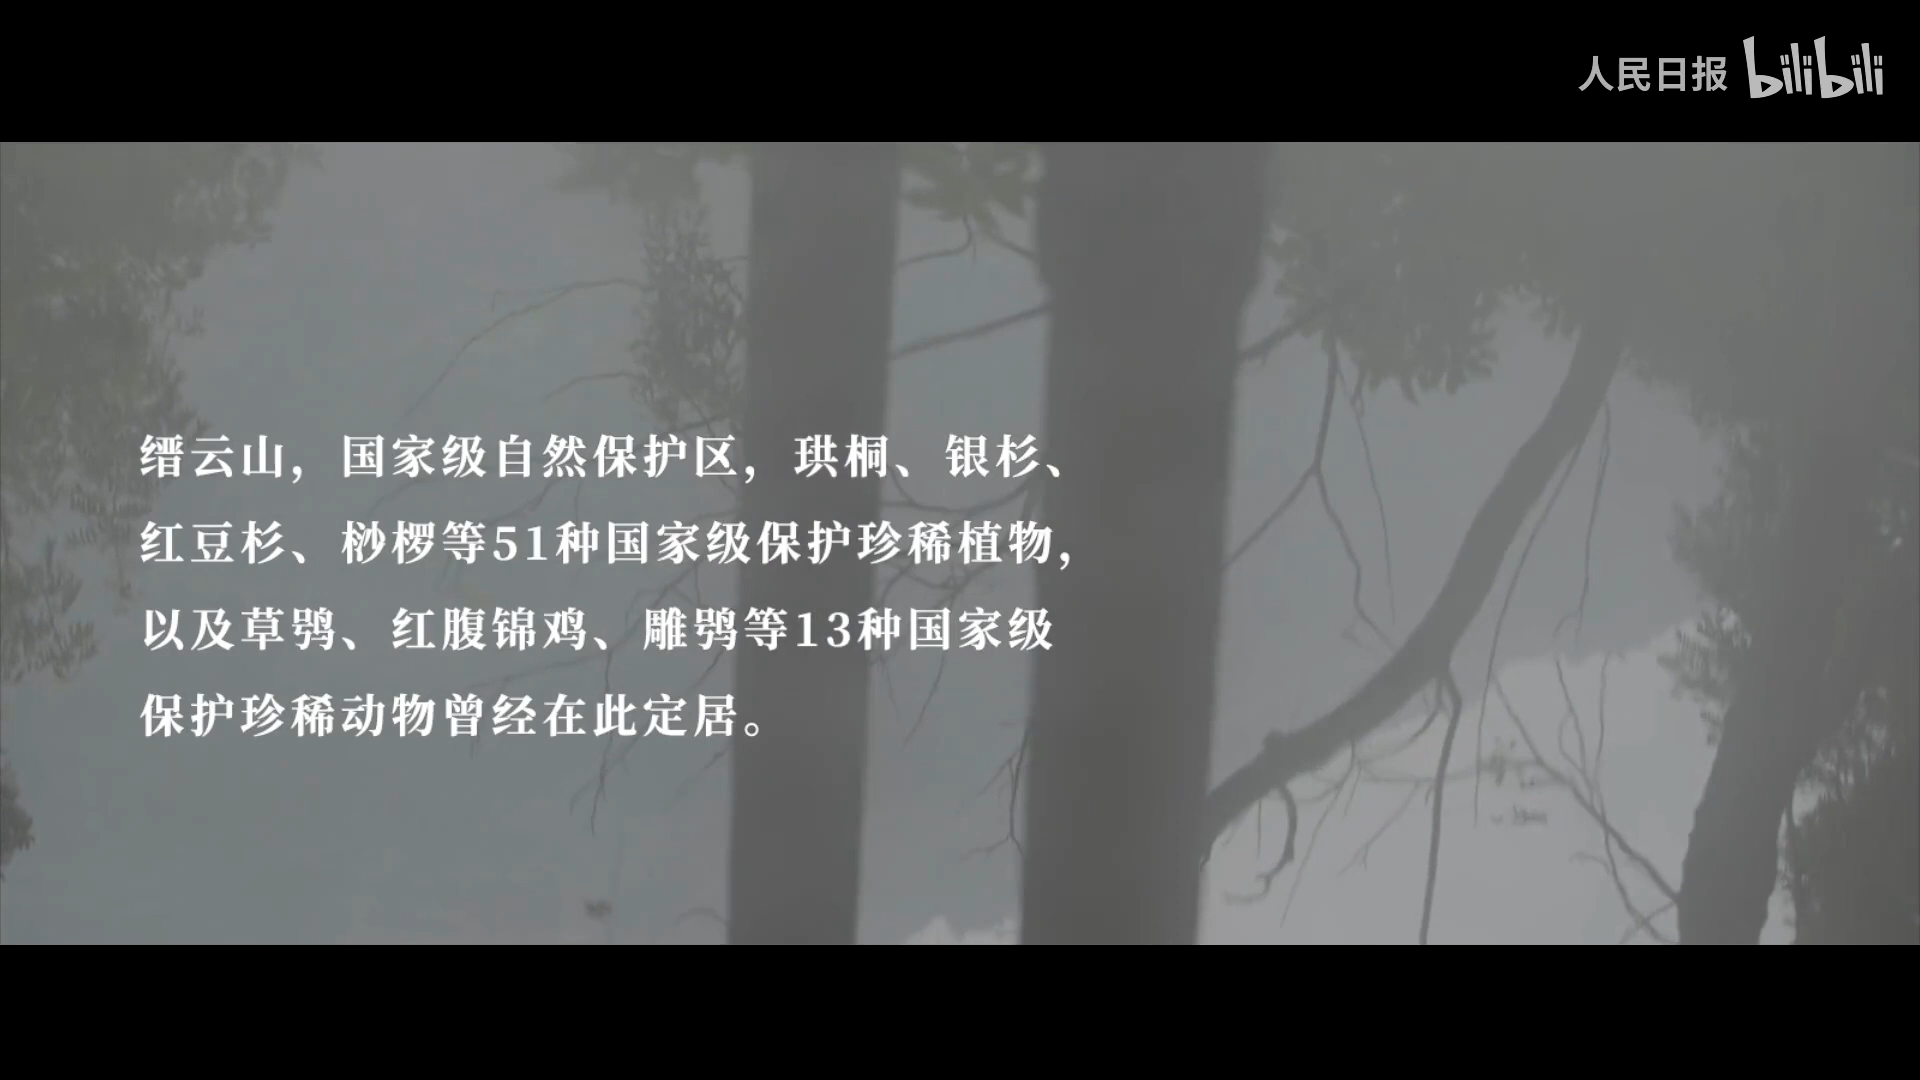 人民日报 bilibili
缙云山，国家级自然保护区，珙桐、银杉、
红豆杉、桫椤等51种国家级保护珍稀植物，
以及草鸮、红腹锦鸡、雕鸮等13种国家级
保护珍稀动物曾经在此定居。